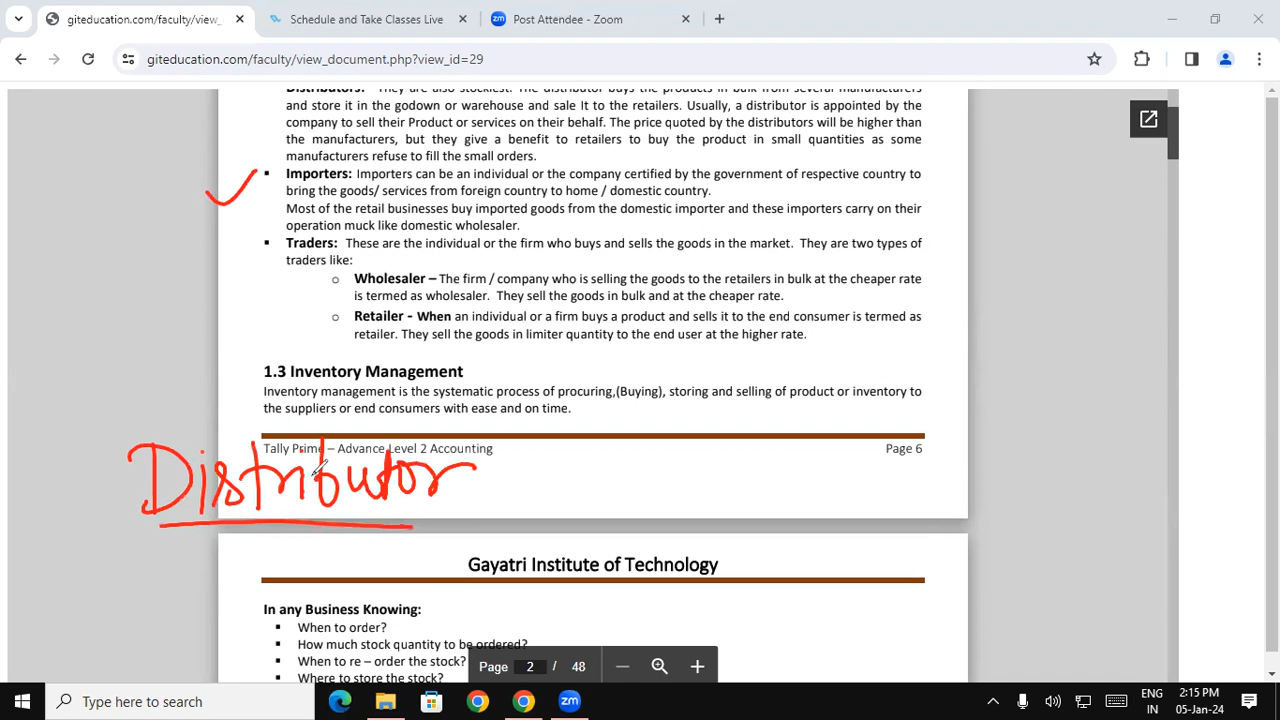 giteducation.com/faculty/view_
Schedule and Take Classes Live
Post Attendee - Zoom
giteducation.com/faculty/view_document.php?view_id=29
Distributors: They are also stockiest. The distributor buys the products in bulk from several manufacturers
and store it in the godown or warehouse and sale It to the retailers. Usually, a distributor is appointed by the
company to sell their Product or services on their behalf. The price quoted by the distributors will be higher than
the manufacturers, but they give a benefit to retailers to buy the product in small quantities as some
manufacturers refuse to fill the small orders.
▪ Importers: Importers can be an individual or the company certified by the government of respective country to
bring the goods/ services from foreign country to home / domestic country.
Most of the retail businesses buy imported goods from the domestic importer and these importers carry on their
operation muck like domestic wholesaler.
▪ Traders: These are the individual or the firm who buys and sells the goods in the market. They are two types of
traders like:
o Wholesaler – The firm / company who is selling the goods to the retailers in bulk at the cheaper rate
is termed as wholesaler. They sell the goods in bulk and at the cheaper rate.
o Retailer - When an individual or a firm buys a product and sells it to the end consumer is termed as
retailer. They sell the goods in limiter quantity to the end user at the higher rate.
1.3 Inventory Management
Inventory management is the systematic process of procuring,(Buying), storing and selling of product or inventory to
the suppliers or end consumers with ease and on time.
Tally Prime – Advance Level 2 Accounting Page 6
Distributor
Gayatri Institute of Technology
In any Business Knowing:
▪ When to order?
▪ How much stock quantity to be ordered?
▪ When to re – order the stock?
▪ Where to store the stock?
Page 2 / 48
Type here to search
ENG
IN
2:15 PM
05-Jan-24